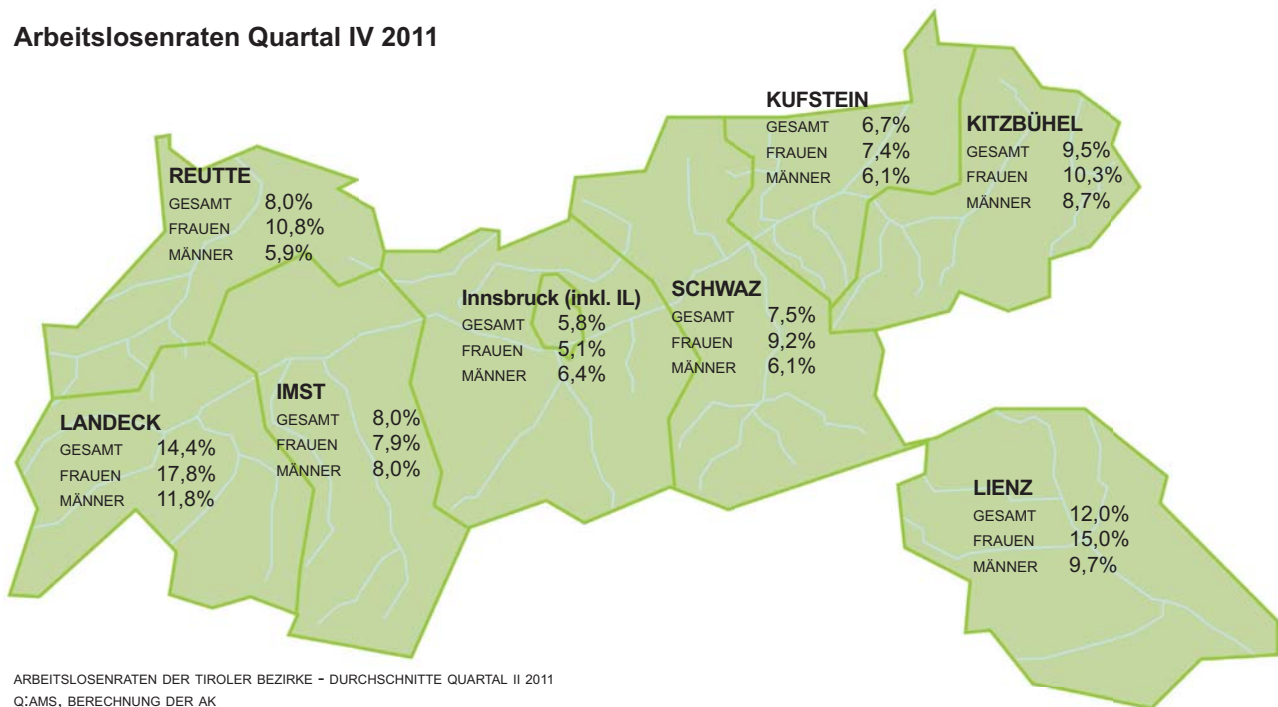 Arbeitslosenraten Quartal IV 2011
KUFSTEIN
GESAMT 6,7%
FRAUEN 7,4%
MÄNNER 6,1%
KITZBÜHEL
GESAMT 9,5%
FRAUEN 10,3%
MÄNNER 8,7%
REUTTE
GESAMT 8,0%
FRAUEN 10,8%
MÄNNER 5,9%
Innsbruck (inkl. IL)
GESAMT 5,8%
FRAUEN 5,1%
MÄNNER 6,4%
SCHWAZ
GESAMT 7,5%
FRAUEN 9,2%
MÄNNER 6,1%
IMST
GESAMT 8,0%
FRAUEN 7,9%
MÄNNER 8,0%
LANDECK
GESAMT 14,4%
FRAUEN 17,8%
MÄNNER 11,8%
LIENZ
GESAMT 12,0%
FRAUEN 15,0%
MÄNNER 9,7%
ARBEITSLOSENRATEN DER TIROLER BEZIRKE - DURCHSCHNITTE QUARTAL II 2011
Q:AMS, BERECHNUNG DER AK